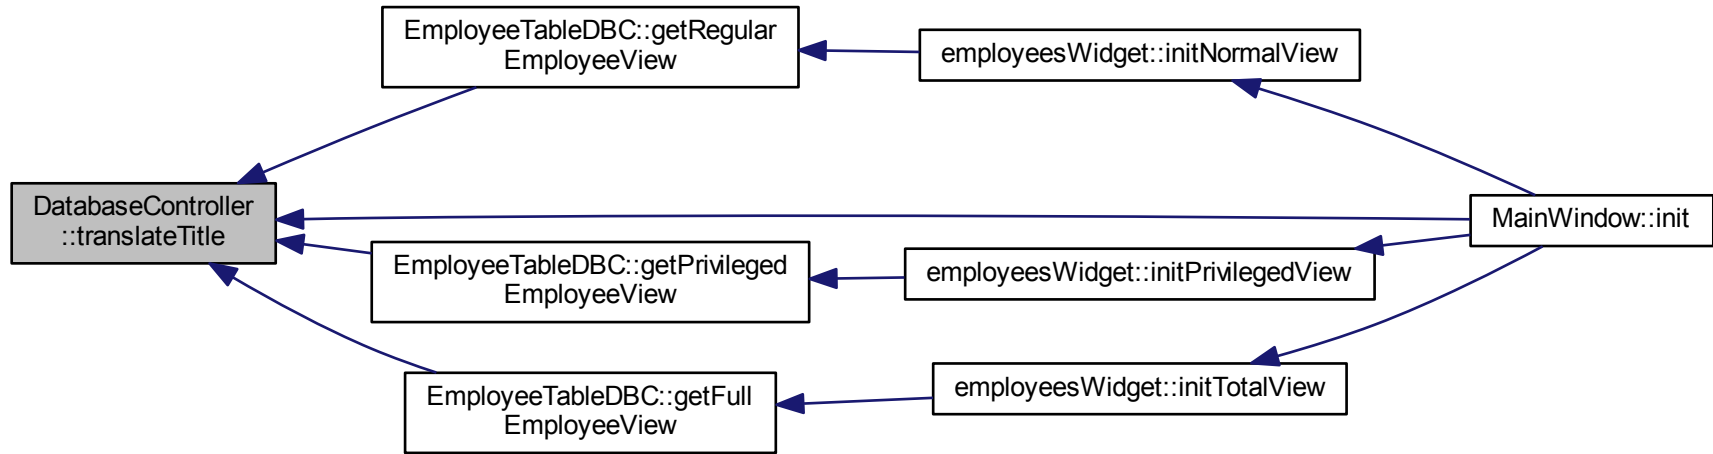 EmployeeTableDBC::getRegular
EmployeeView
employeesWidget::initNormalView
DatabaseController
::translateTitle
MainWindow::init
EmployeeTableDBC::getPrivileged
EmployeeView
employeesWidget::initPrivilegedView
EmployeeTableDBC::getFull
EmployeeView
employeesWidget::initTotalView